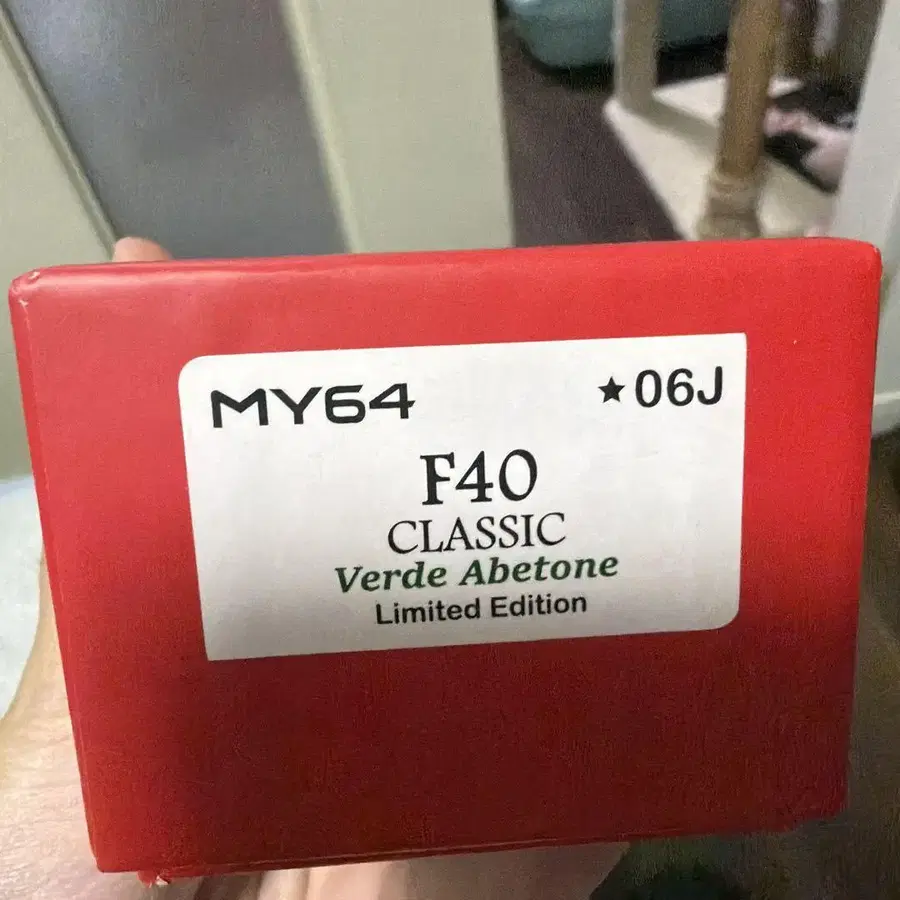 MY64 ★06J
F40
CLASSIC
Verde Abetone
Limited Edition